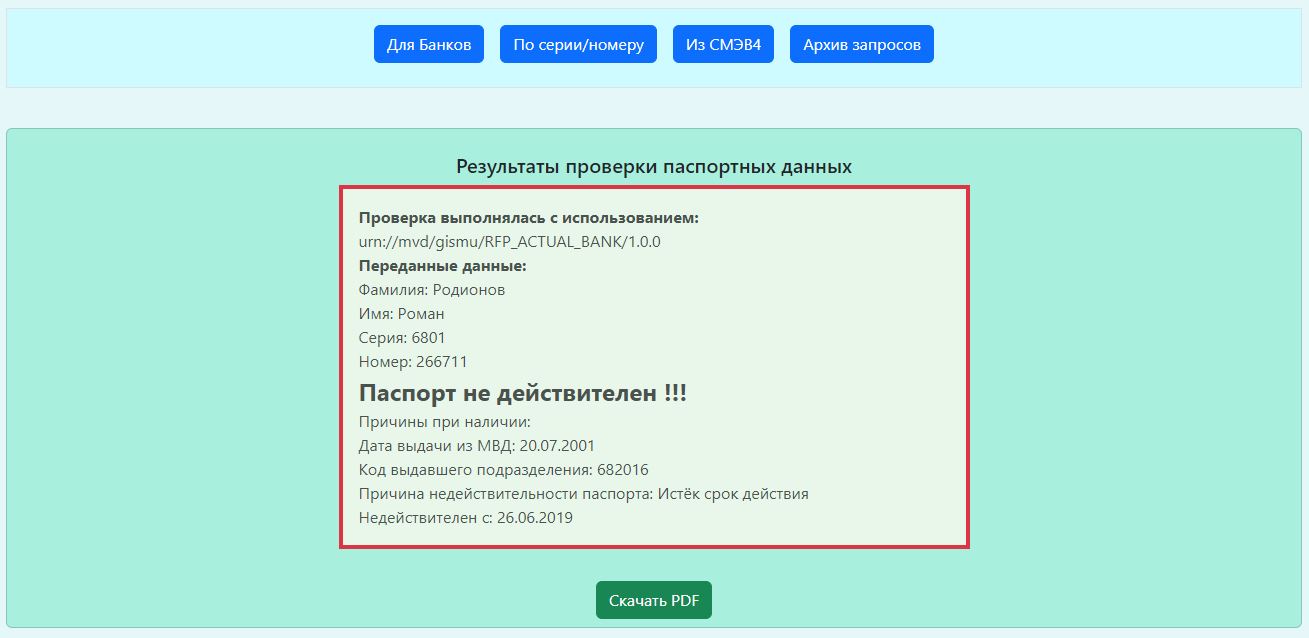 Для Банков По серии/номеру Из СМЭВ4 Архив запросов
Результаты проверки паспортных данных
Проверка выполнялась с использованием:
urn://mvd/gismu/RFP_ACTUAL_BANK/1.0.0
Переданные данные:
Фамилия: Родионов
Имя: Роман
Серия: 6801
Номер: 266711
Паспорт не действителен !!!
Причины при наличии:
Дата выдачи из МВД: 20.07.2001
Код выдавшего подразделения: 682016
Причина недействительности паспорта: Истёк срок действия
Недействителен с: 26.06.2019
Скачать PDF